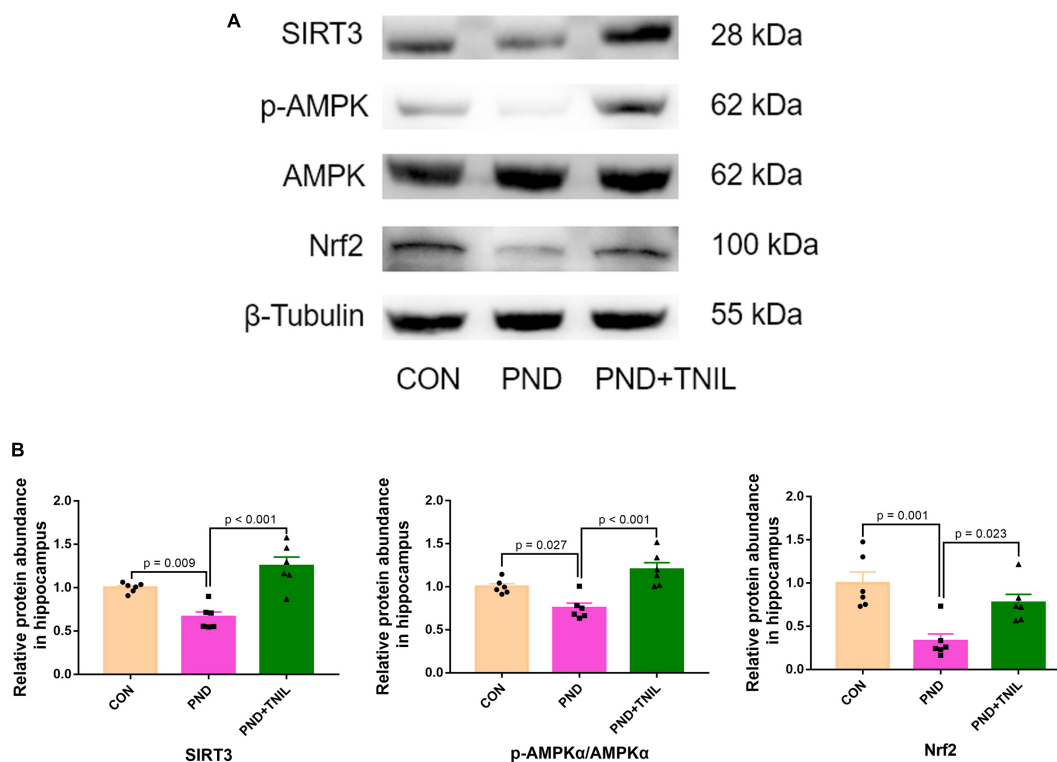 A
SIRT3 28 kDa
p-AMPK 62 kDa
AMPK 62 kDa
Nrf2 100 kDa
β-Tubulin 55 kDa
CON PND PND+TNIL
B
Relative protein abundance
in hippocampus
2.0
1.5
1.0
0.5
0.0
p = 0.009
p < 0.001
CON
PND
PND+TNIL
SIRT3
Relative protein abundance
in hippocampus
2.0
1.5
1.0
0.5
0.0
p = 0.027
p < 0.001
CON
PND
PND+TNIL
p-AMPKα/AMPKα
Relative protein abundance
in hippocampus
2.0
1.5
1.0
0.5
0.0
p = 0.001
p = 0.023
CON
PND
PND+TNIL
Nrf2